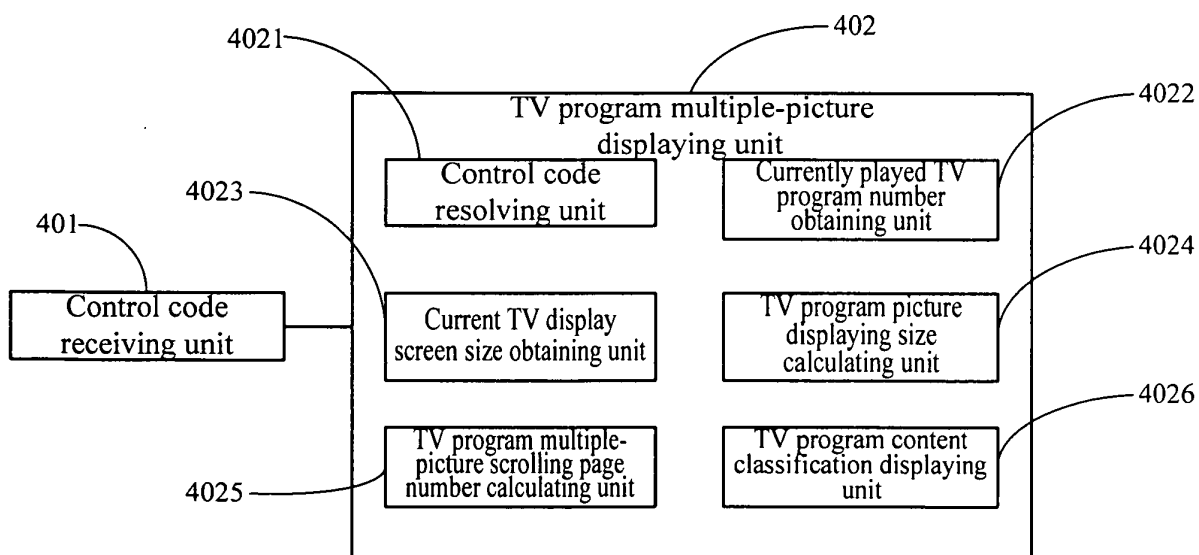 402
4021
TV program multiple-picture
displaying unit
4022
Control code
resolving unit
Currently played TV
program number
obtaining unit
4023
401
4024
Control code
receiving unit
Current TV display
screen size obtaining unit
TV program picture
displaying size
calculating unit
4026
TV program multiple-
picture scrolling page
number calculating unit
TV program content
classification displaying
unit
4025